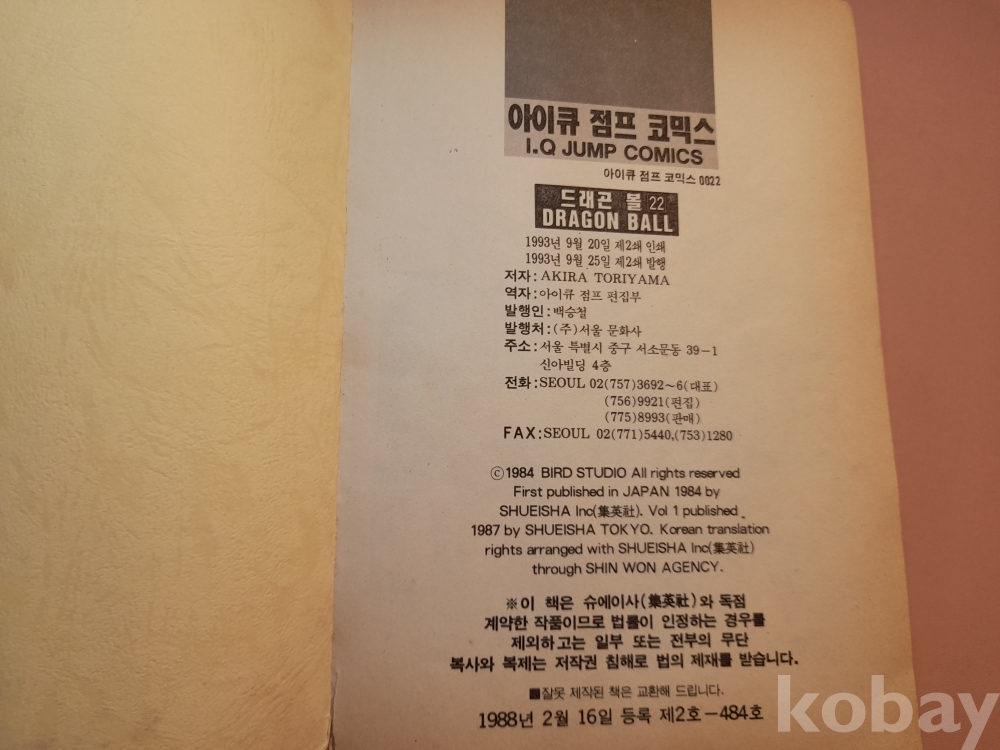 아이큐 점프 코믹스
I.Q JUMP COMICS
아이큐 점프 코믹스 0022
드래곤 볼 22
DRAGON BALL
1993년 9월 20일 제2쇄 인쇄
1993년 9월 25일 제2쇄 발행
저자: AKIRA TORIYAMA
역자: 아이큐 점프 편집부
발행인: 백승철
발행처: (주)서울 문화사
주소: 서울 특별시 중구 서소문동 39-1
신아빌딩 4층
전화: SEOUL 02(757)3692~6(대표)
(756)9921(편집)
(775)8993(판매)
FAX: SEOUL 02(771)5440,(753)1280
ⓒ1984 BIRD STUDIO All rights reserved
First published in JAPAN 1984 by
SHUEISHA Inc(集英社). Vol 1 published
1987 by SHUEISHA TOKYO. Korean translation
rights arranged with SHUEISHA Inc(集英社)
through SHIN WON AGENCY.
※이 책은 슈에이사(集英社)와 독점
계약한 작품이므로 법률이 인정하는 경우를
제외하고는 일부 또는 전부의 무단
복사와 복제는 저작권 침해로 법의 제재를 받습니다.
■잘못 제작된 책은 교환해 드립니다.
1988년 2월 16일 등록 제2호-484호
kobay